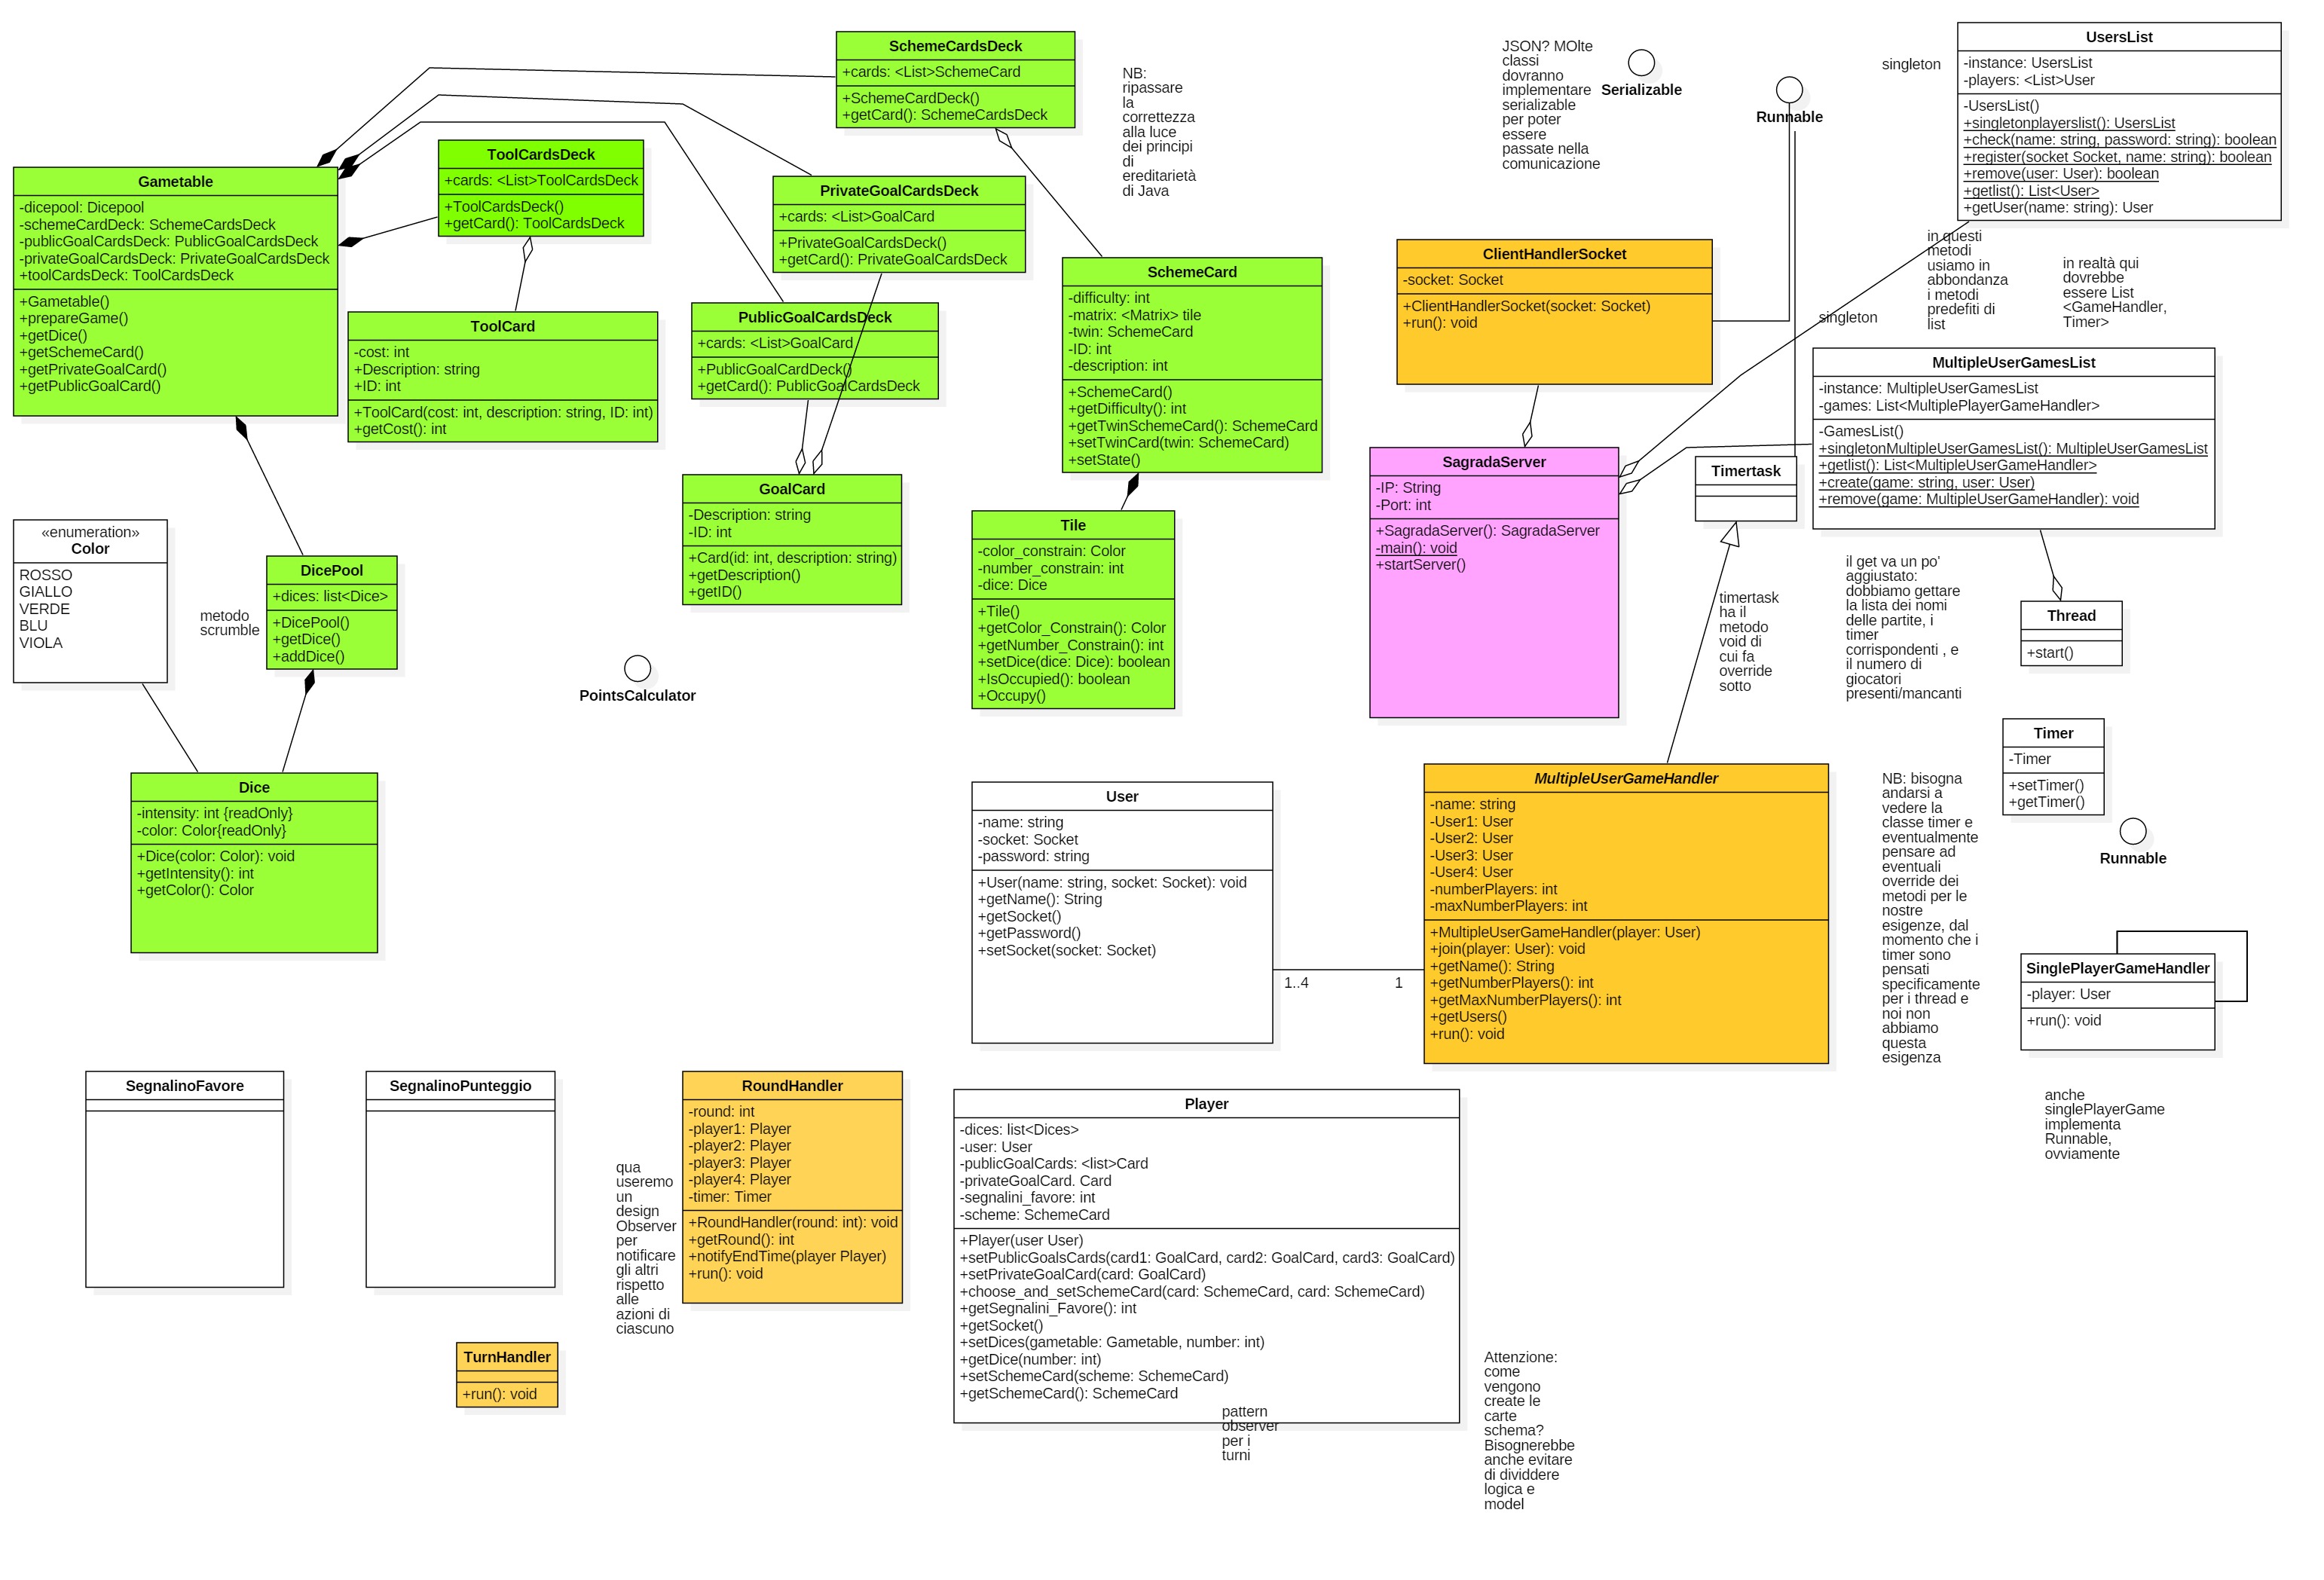 SchemeCardsDeck
+cards: <List>SchemeCard
+SchemeCardDeck()
+getCard(): SchemeCardsDeck
NB:
ripassare
la
correttezza
alla luce
dei principi
di
ereditarietà
di Java
JSON? MOlte
classi
dovranno
implementare
serializable
per poter
essere
passate nella
comunicazione
Serializable
Runnable
singleton
UsersList
-instance: UsersList
-players: <List>User
-UsersList()
+singletonplayerslist(): UsersList
+check(name: string, password: string): boolean
+register(socket Socket, name: string): boolean
+remove(user: User): boolean
+getlist(): List<User>
+getUser(name: string): User
Gametable
-dicepool: Dicepool
-schemeCardDeck: SchemeCardsDeck
-publicGoalCardsDeck: PublicGoalCardsDeck
-privateGoalCardsDeck: PrivateGoalCardsDeck
+toolCardsDeck: ToolCardsDeck
+Gametable()
+prepareGame()
+getDice()
+getSchemeCard()
+getPrivateGoalCard()
+getPublicGoalCard()
ToolCardsDeck
+cards: <List>ToolCardsDeck
+ToolCardsDeck()
+getCard(): ToolCardsDeck
PrivateGoalCardsDeck
+cards: <List>GoalCard
+PrivateGoalCardsDeck()
+getCard(): PrivateGoalCardsDeck
ToolCard
-cost: int
+Description: string
+ID: int
+ToolCard(cost: int, description: string, ID: int)
+getCost(): int
PublicGoalCardsDeck
+cards: <List>GoalCard
+PublicGoalCardDeck()
+getCard(): PublicGoalCardsDeck
SchemeCard
-difficulty: int
-matrix: <Matrix> tile
-twin: SchemeCard
-ID: int
-description: int
+SchemeCard()
+getDifficulty(): int
+getTwinSchemeCard(): SchemeCard
+setTwinCard(twin: SchemeCard)
+setState()
ClientHandlerSocket
-socket: Socket
+ClientHandlerSocket(socket: Socket)
+run(): void
in questi
metodi
usiamo in
abbondanza
i metodi
predefiti di
list
in realtà qui
dovrebbe
essere List
<GameHandler,
Timer>
singleton
MultipleUserGamesList
-instance: MultipleUserGamesList
-games: List<MultiplePlayerGameHandler>
-GamesList()
+singletonMultipleUserGamesList(): MultipleUserGamesList
+getlist(): List<MultipleUserGameHandler>
+create(game: string, user: User)
+remove(game: MultipleUserGameHandler): void
SagradaServer
-IP: String
-Port: int
+SagradaServer(): SagradaServer
-main(): void
+startServer()
Timertask
GoalCard
-Description: string
-ID: int
+Card(id: int, description: string)
+getDescription()
+getID()
Tile
-color_constrain: Color
-number_constrain: int
-dice: Dice
+Tile()
+getColor_Constrain(): Color
+getNumber_Constrain(): int
+setDice(dice: Dice): boolean
+IsOccupied(): boolean
+Occupy()
«enumeration»
Color
ROSSO
GIALLO
VERDE
BLU
VIOLA
metodo
scrumble
DicePool
+dices: list<Dice>
+DicePool()
+getDice()
+addDice()
PointsCalculator
timertask
ha il
metodo
void di
cui fa
override
sotto
il get va un po'
aggiustato:
dobbiamo gettare
la lista dei nomi
delle partite, i
timer
corrispondenti , e
il numero di
giocatori
presenti/mancanti
Thread
+start()
Timer
-Timer
+setTimer()
+getTimer()
Runnable
Dice
-intensity: int {readOnly}
-color: Color{readOnly}
+Dice(color: Color): void
+getIntensity(): int
+getColor(): Color
User
-name: string
-socket: Socket
-password: string
+User(name: string, socket: Socket): void
+getName(): String
+getSocket()
+getPassword()
+setSocket(socket: Socket)
1..4
1
MultipleUserGameHandler
-name: string
-User1: User
-User2: User
-User3: User
-User4: User
-numberPlayers: int
-maxNumberPlayers: int
+MultipleUserGameHandler(player: User)
+join(player: User): void
+getName(): String
+getNumberPlayers(): int
+getMaxNumberPlayers(): int
+getUsers()
+run(): void
NB: bisogna
andarsi a
vedere la
classe timer e
eventualmente
pensare ad
eventuali
override dei
metodi per le
nostre
esigenze, dal
momento che i
timer sono
pensati
specificamente
per i thread e
noi non
abbiamo
questa
esigenza
SinglePlayerGameHandler
-player: User
+run(): void
anche
singlePlayerGame
implementa
Runnable,
ovviamente
SegnalinoFavore
SegnalinoPunteggio
qua
useremo
un
design
Observer
per
notificare
gli altri
rispetto
alle
azioni di
ciascuno
RoundHandler
-round: int
-player1: Player
-player2: Player
-player3: Player
-player4: Player
-timer: Timer
+RoundHandler(round: int): void
+getRound(): int
+notifyEndTime(player Player)
+run(): void
TurnHandler
+run(): void
Player
-dices: list<Dices>
-user: User
-publicGoalCards: <list>Card
-privateGoalCard. Card
-segnalini_favore: int
-scheme: SchemeCard
+Player(user User)
+setPublicGoalsCards(card1: GoalCard, card2: GoalCard, card3: GoalCard)
+setPrivateGoalCard(card: GoalCard)
+choose_and_setSchemeCard(card: SchemeCard, card: SchemeCard)
+getSegnalini_Favore(): int
+getSocket()
+setDices(gametable: Gametable, number: int)
+getDice(number: int)
+setSchemeCard(scheme: SchemeCard)
+getSchemeCard(): SchemeCard
pattern
observer
per i
turni
Attenzione:
come
vengono
create le
carte
schema?
Bisognerebbe
anche evitare
di dividdere
logica e
model